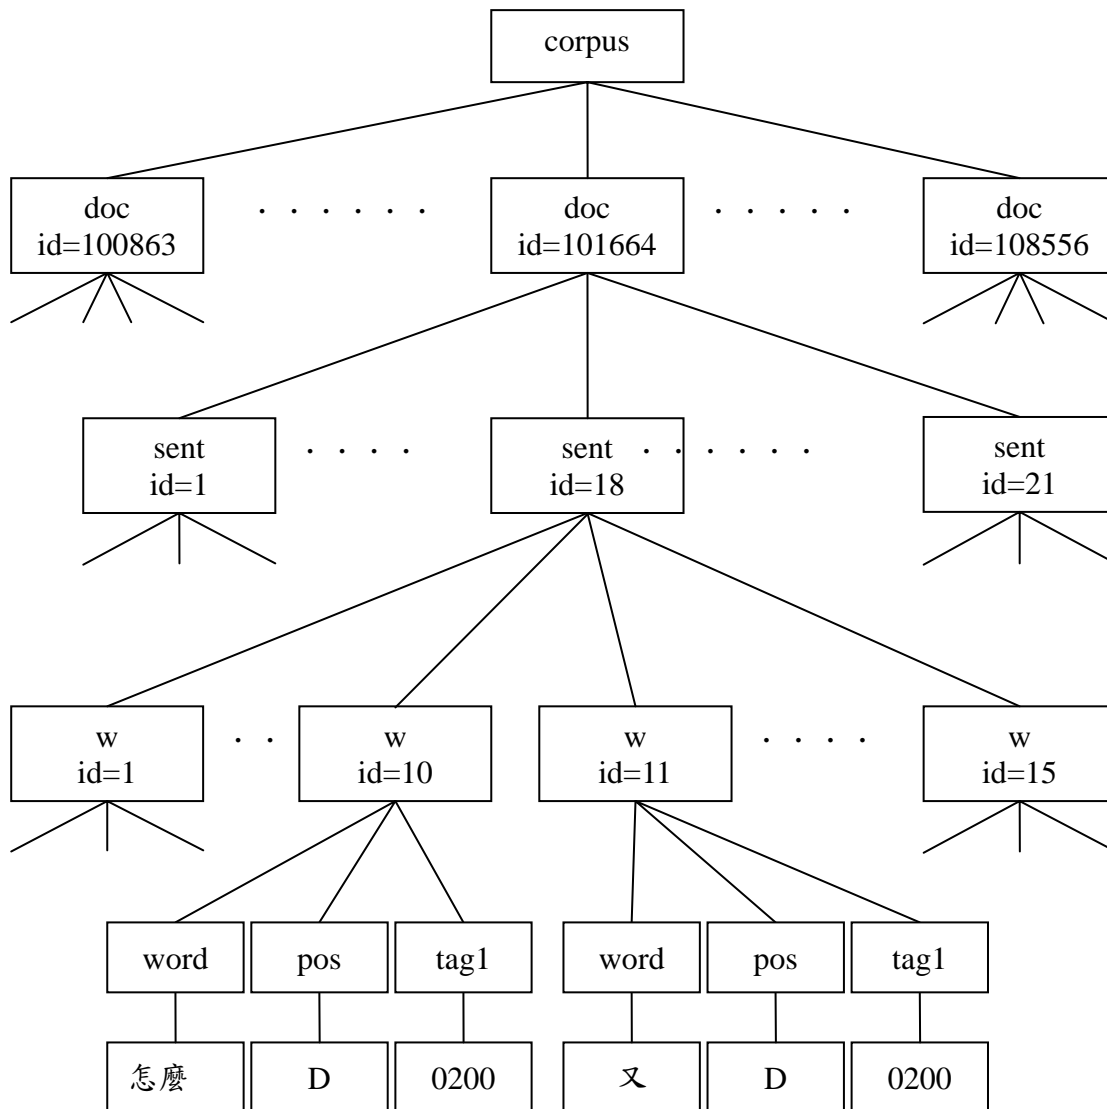 corpus
doc
id=100863
. . . . . .
doc
id=101664
. . . . .
doc
id=108556
sent
id=1
. . . .
sent
id=18
. . . . . .
sent
id=21
w
id=1
. .
w
id=10
w
id=11
. . . .
w
id=15
word
pos
tag1
word
pos
tag1
怎麼
D
0200
又
D
0200